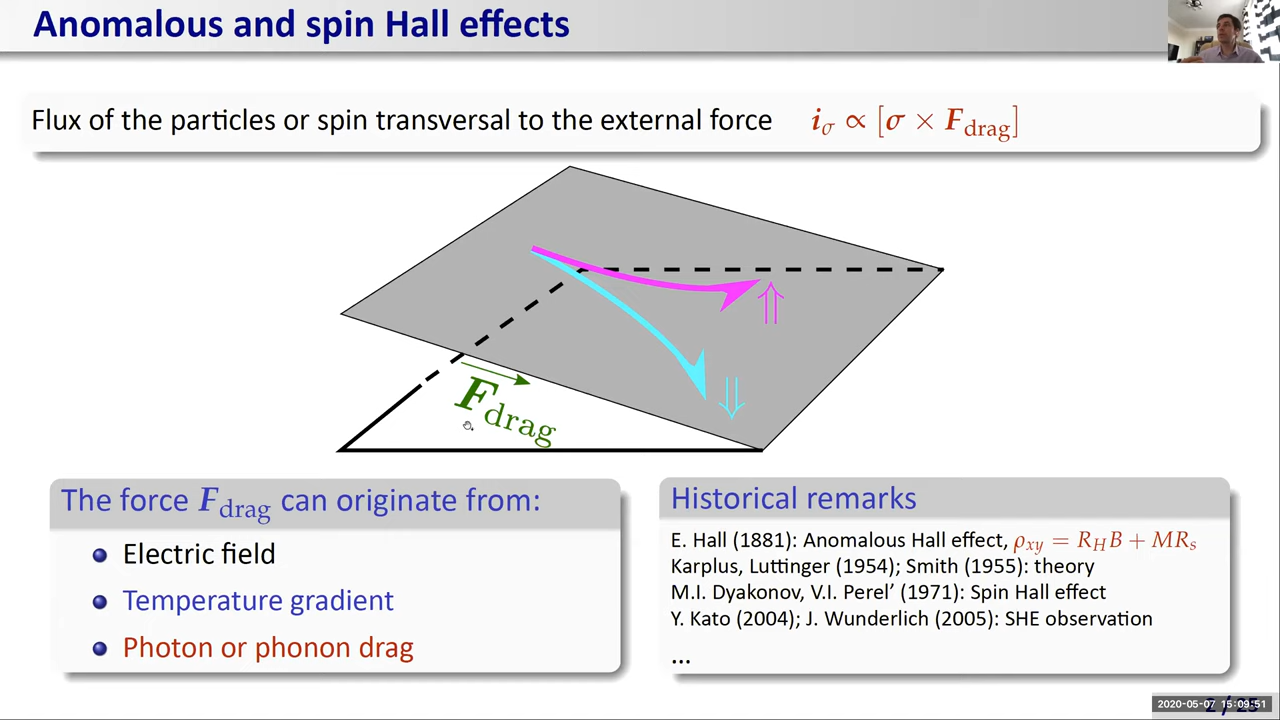 Anomalous and spin Hall effects
Flux of the particles or spin transversal to the external force   i_σ ∝ [σ × F_drag]
⇑
F_drag
⇓
The force F_drag can originate from:
Electric field
Temperature gradient
Photon or phonon drag
Historical remarks
E. Hall (1881): Anomalous Hall effect, ρ_xy = R_H B + M R_s
Karplus, Luttinger (1954); Smith (1955): theory
M.I. Dyakonov, V.I. Perel’ (1971): Spin Hall effect
Y. Kato (2004); J. Wunderlich (2005): SHE observation
...
2 / 25
2020-05-07 15:09:51